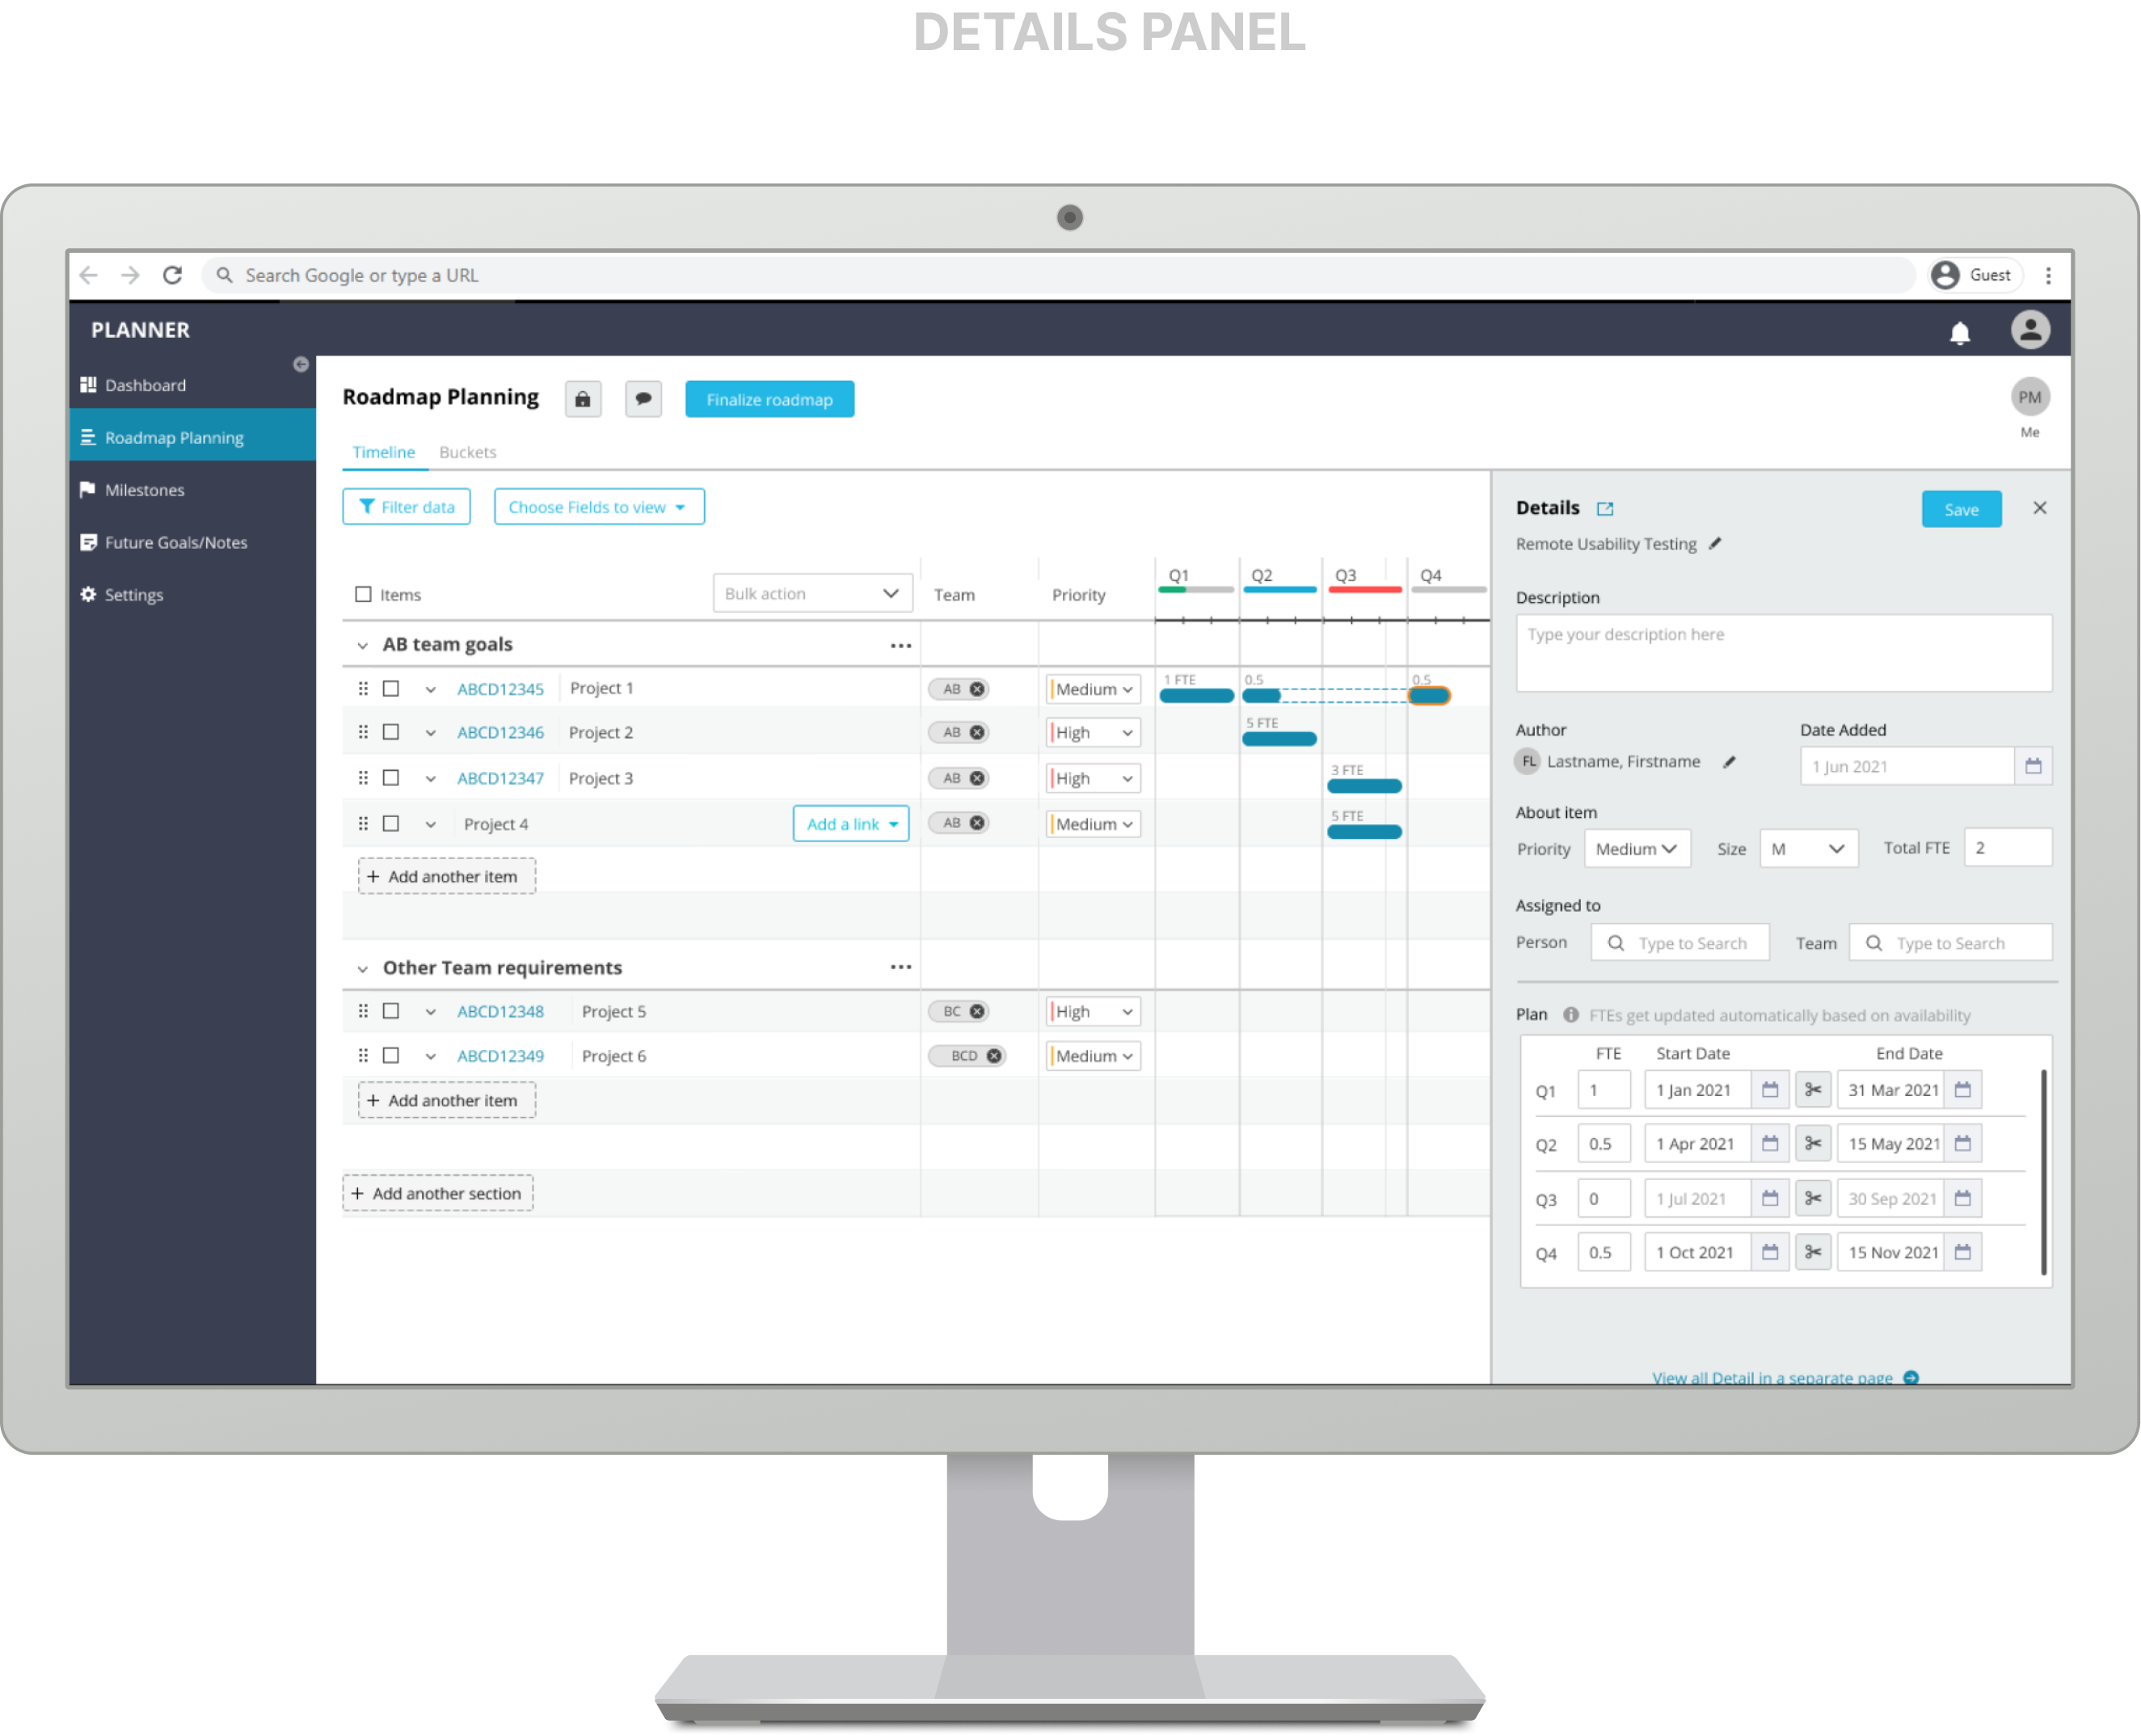 DETAILS PANEL
Search Google or type a URL
Guest
PLANNER
Dashboard
Roadmap Planning
Milestones
Future Goals/Notes
Settings
Roadmap Planning
Finalize roadmap
PM
Me
Timeline
Buckets
Filter data
Choose Fields to view
Items
Bulk action
Team
Priority
Q1
Q2
Q3
Q4
AB team goals
ABCD12345 Project 1 AB Medium 1 FTE 0.5 0.5
ABCD12346 Project 2 AB High 5 FTE
ABCD12347 Project 3 AB High 3 FTE
Project 4 Add a link AB Medium 5 FTE
+ Add another item
Other Team requirements
ABCD12348 Project 5 BC High
ABCD12349 Project 6 BCD Medium
+ Add another item
+ Add another section
Details
Save
Remote Usability Testing
Description
Type your description here
Author
FL Lastname, Firstname
Date Added
1 Jun 2021
About item
Priority Medium Size M Total FTE 2
Assigned to
Person Type to Search Team Type to Search
Plan FTEs get updated automatically based on availability
FTE Start Date End Date
Q1 1 1 Jan 2021 31 Mar 2021
Q2 0.5 1 Apr 2021 15 May 2021
Q3 0 1 Jul 2021 30 Sep 2021
Q4 0.5 1 Oct 2021 15 Nov 2021
View all Detail in a separate page